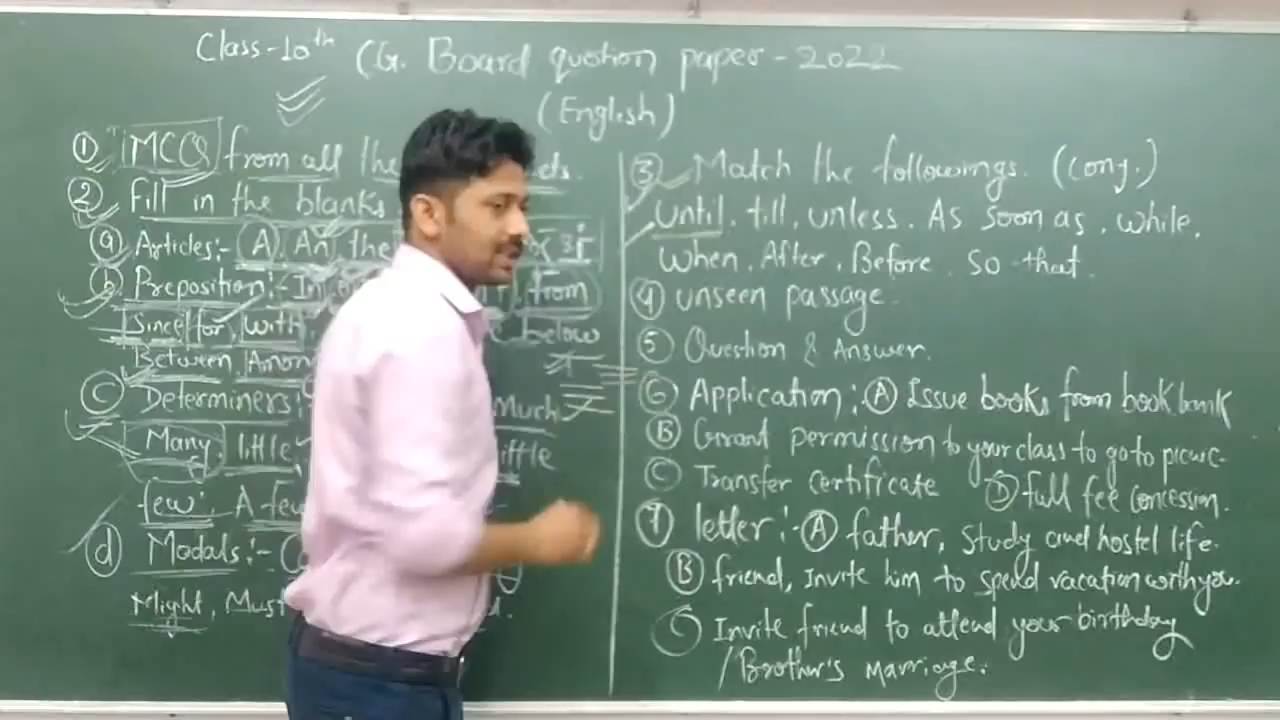 Class-10th CG. Board quotion paper - 2022
(English)
① MCQ from all the
② Fill in the blanks
ⓐ Articles:- A. An, the
ⓑ Preposition:- from
Since, for, with below
Between, Among
ⓒ Determiners: Much
Many, little, little
few, A few
ⓓ Modals:-
Might, Must
③ Match the followings. (Conj.)
Until, till, unless. As soon as, while,
When, After, Before, So that.
④ unseen passage.
⑤ Question & Answer.
⑥ Application: Ⓐ Issue books from book bank
Ⓑ Grant permission to your class to go to picnic
Ⓒ Transfer certificate Ⓓ full fee concession.
⑦ letter:- Ⓐ father, study and hostel life.
Ⓑ friend, Invite him to spend vacation with you.
Ⓒ Invite friend to attend your birthday
/Brother's Marriage.